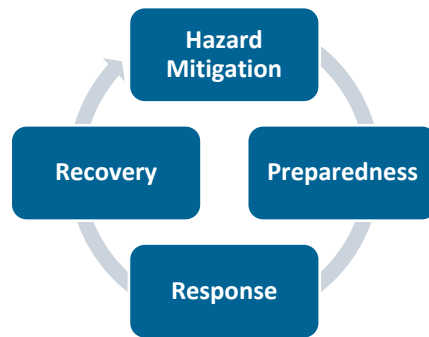 Hazard
Mitigation
Recovery
Preparedness
Response